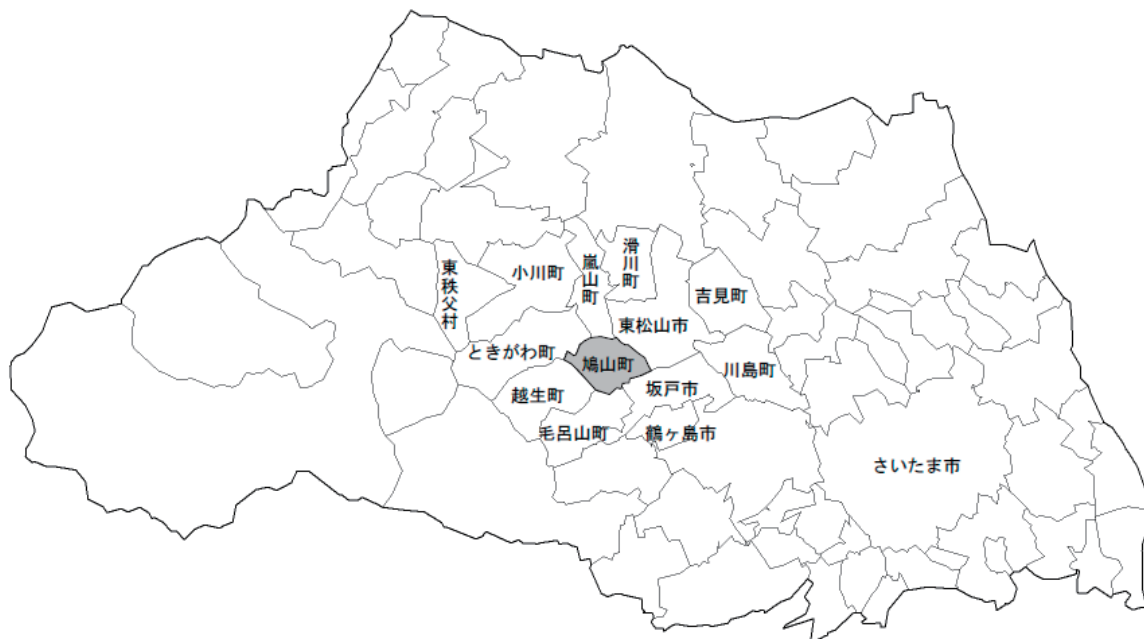 東秩父村
小川町
嵐山町
滑川町
吉見町
東松山市
ときがわ町
鳩山町
川島町
越生町
坂戸市
毛呂山町
鶴ヶ島市
さいたま市